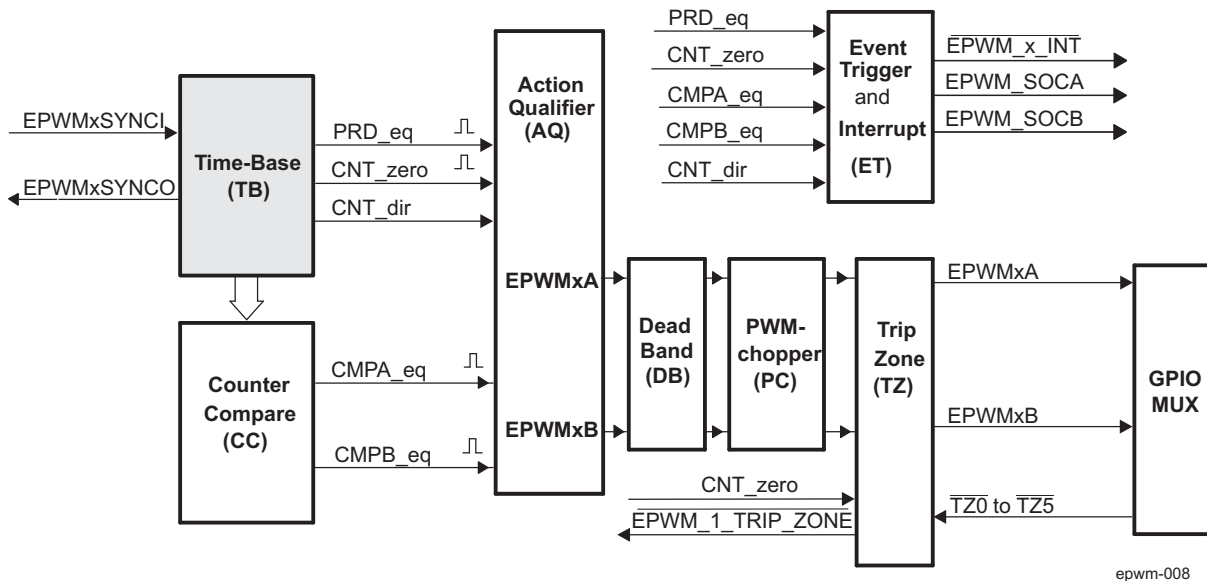 EPWMxSYNCI
EPWMxSYNCO
Time-Base
(TB)
PRD_eq
CNT_zero
CNT_dir
Action
Qualifier
(AQ)
EPWMxA
EPWMxB
Counter
Compare
(CC)
CMPA_eq
CMPB_eq
PRD_eq
CNT_zero
CMPA_eq
CMPB_eq
CNT_dir
Event
Trigger
and
Interrupt
(ET)
EPWM_x_INT
EPWM_SOCA
EPWM_SOCB
Dead
Band
(DB)
PWM-
chopper
(PC)
Trip
Zone
(TZ)
CNT_zero
EPWM_1_TRIP_ZONE
EPWMxA
EPWMxB
TZ0 to TZ5
GPIO
MUX
epwm-008